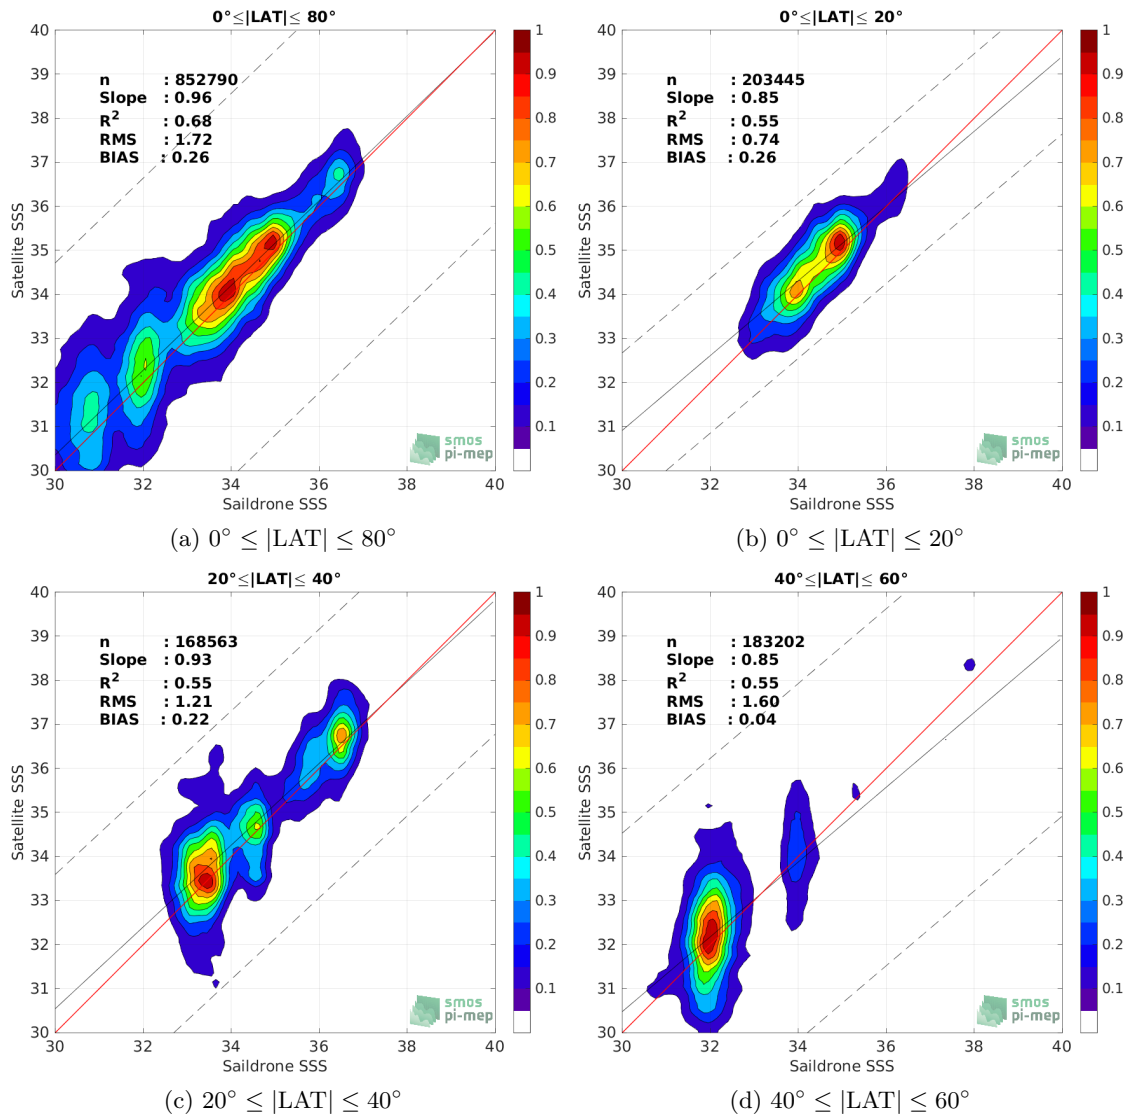 0°≤|LAT|≤ 80°
40
39
38
37
36
35
34
33
32
31
30
Satellite SSS
n : 852790
Slope : 0.96
R² : 0.68
RMS : 1.72
BIAS : 0.26
smos
pi-mep
30 32 34 36 38 40
Saildrone SSS
1
0.9
0.8
0.7
0.6
0.5
0.4
0.3
0.2
0.1
(a) 0° ≤ |LAT| ≤ 80°
0°≤|LAT|≤ 20°
40
39
38
37
36
35
34
33
32
31
30
Satellite SSS
n : 203445
Slope : 0.85
R² : 0.55
RMS : 0.74
BIAS : 0.26
smos
pi-mep
30 32 34 36 38 40
Saildrone SSS
1
0.9
0.8
0.7
0.6
0.5
0.4
0.3
0.2
0.1
(b) 0° ≤ |LAT| ≤ 20°
20°≤|LAT|≤ 40°
40
39
38
37
36
35
34
33
32
31
30
Satellite SSS
n : 168563
Slope : 0.93
R² : 0.55
RMS : 1.21
BIAS : 0.22
smos
pi-mep
30 32 34 36 38 40
Saildrone SSS
1
0.9
0.8
0.7
0.6
0.5
0.4
0.3
0.2
0.1
(c) 20° ≤ |LAT| ≤ 40°
40°≤|LAT|≤ 60°
40
39
38
37
36
35
34
33
32
31
30
Satellite SSS
n : 183202
Slope : 0.85
R² : 0.55
RMS : 1.60
BIAS : 0.04
smos
pi-mep
30 32 34 36 38 40
Saildrone SSS
1
0.9
0.8
0.7
0.6
0.5
0.4
0.3
0.2
0.1
(d) 40° ≤ |LAT| ≤ 60°